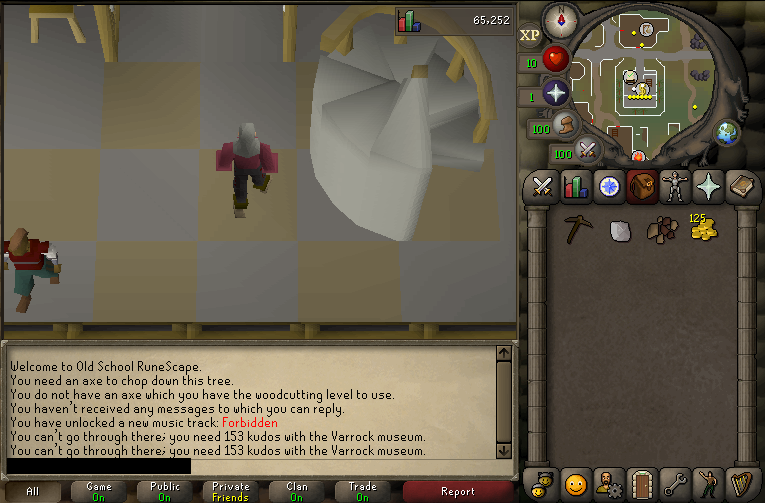 65,252
N
XP
10
1
100
100
125
Welcome to Old School RuneScape.
You need an axe to chop down this tree.
You do not have an axe which you have the woodcutting level to use.
You haven't received any messages to which you can reply.
You have unlocked a new music track: Forbidden
You can't go through there; you need 153 kudos with the Varrock museum.
You can't go through there; you need 153 kudos with the Varrock museum.
All
Game
On
Public
On
Private
Friends
Clan
On
Trade
On
Report